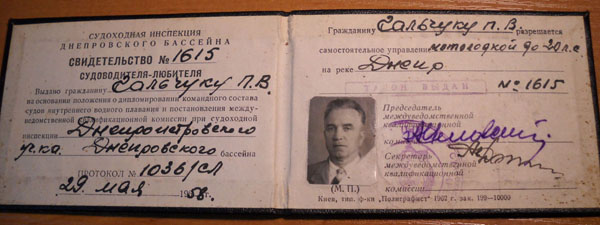 СУДОХОДНАЯ ИНСПЕКЦИЯ
ДНЕПРОВСКОГО БАССЕЙНА
СВИДЕТЕЛЬСТВО № 1615
СУДОВОДИТЕЛЯ-ЛЮБИТЕЛЯ
Выдано гражданину Сальчуку П. В.
на основании положения о дипломировании командного состава
судов внутреннего водного плавания и постановления между-
ведомственной квалификационной комиссии при судоходной
инспекции Днепропетровского
уч-ка Днепровского бассейна
ПРОТОКОЛ № 1036/сл
29 мая
Гражданину Сальчуку П. В. разрешается
самостоятельное управление мотолодкой до 20 л.с
на реке Днепр
№ 1615
ТАЛОН ВЫДАН
Председатель
междуведомственной
квалификационной
Секретарь
междуведомственной
квалификационной
комиссии
(М. П.)
Киев, тип. ф-ки „Полиграфист" зак. 199—10000